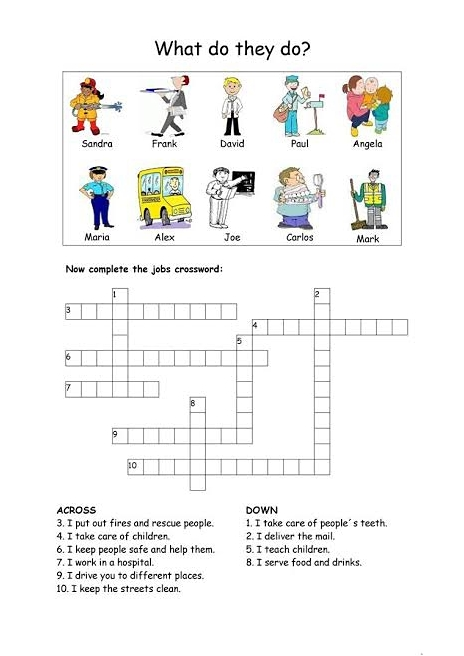 What do they do?
Sandra Frank David Paul Angela
Maria Alex Joe Carlos Mark
Now complete the jobs crossword:
1 2
3
4
5
6
7
8
9
10
ACROSS
3. I put out fires and rescue people.
4. I take care of children.
6. I keep people safe and help them.
7. I work in a hospital.
9. I drive you to different places.
10. I keep the streets clean.
DOWN
1. I take care of people´s teeth.
2. I deliver the mail.
5. I teach children.
8. I serve food and drinks.